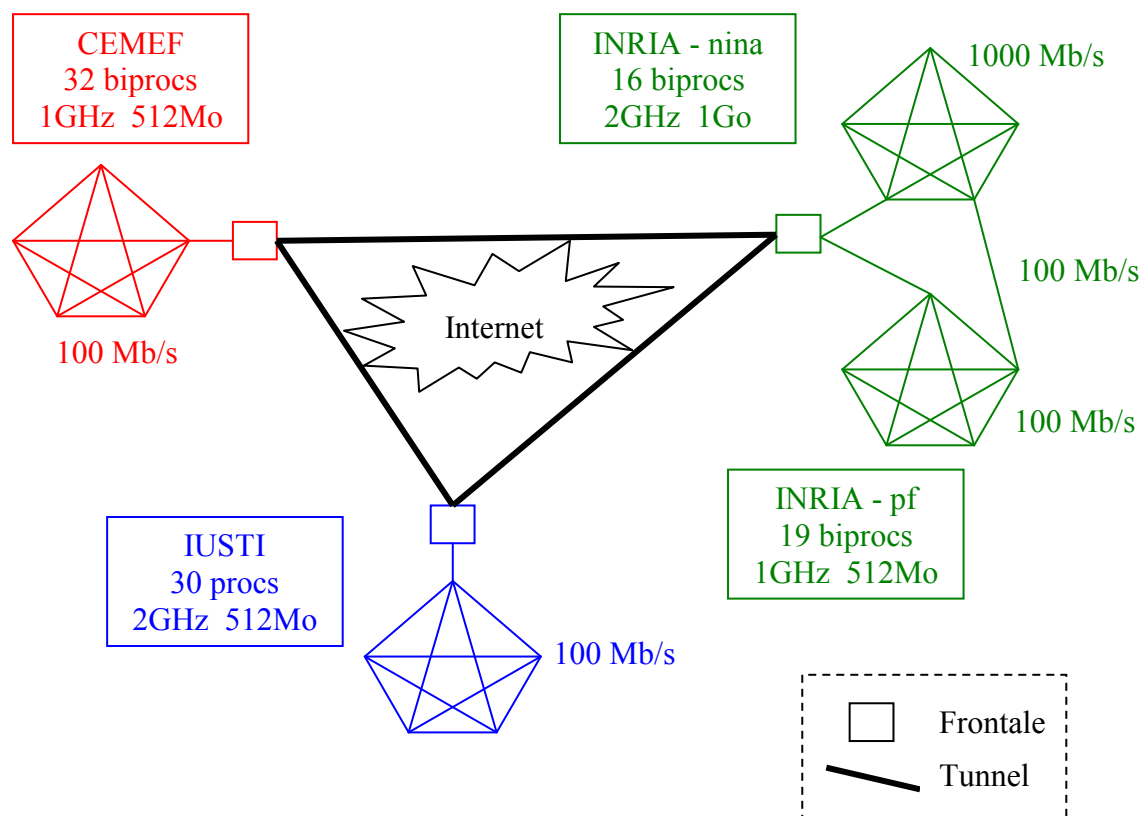 CEMEF
32 biprocs
1GHz 512Mo
100 Mb/s
INRIA - nina
16 biprocs
2GHz 1Go
1000 Mb/s
100 Mb/s
100 Mb/s
Internet
INRIA - pf
19 biprocs
1GHz 512Mo
IUSTI
30 procs
2GHz 512Mo
100 Mb/s
Frontale
Tunnel